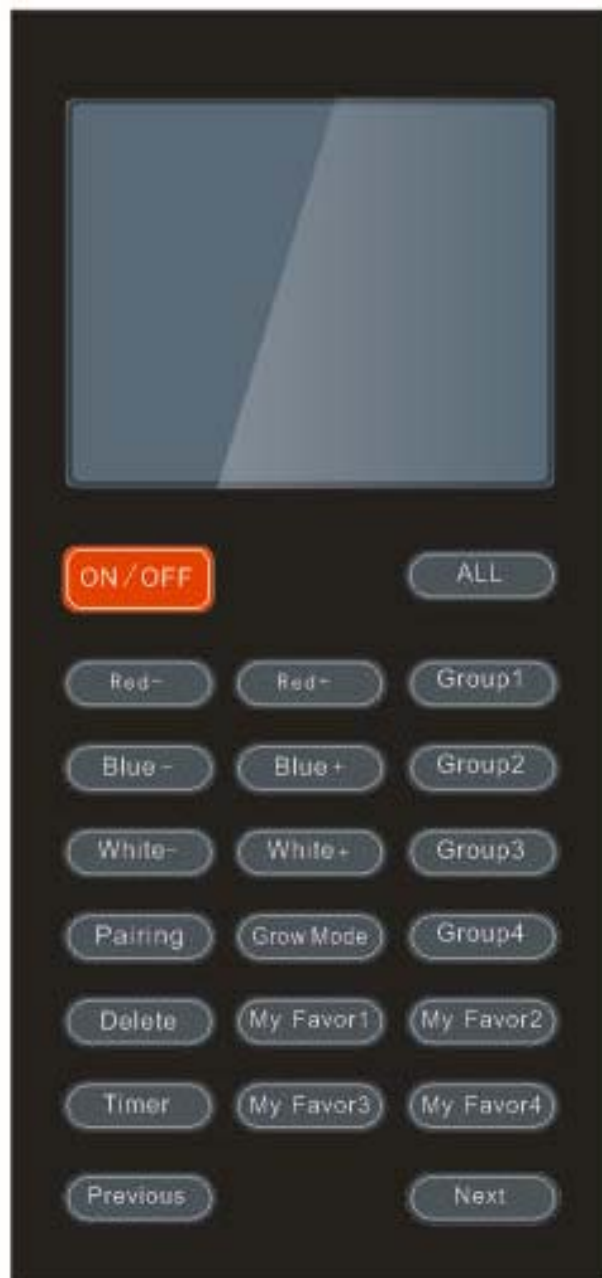 ON/OFF ALL
Red- Red- Group1
Blue- Blue+ Group2
White- White+ Group3
Pairing Grow Mode Group4
Delete My Favor1 My Favor2
Timer My Favor3 My Favor4
Previous Next